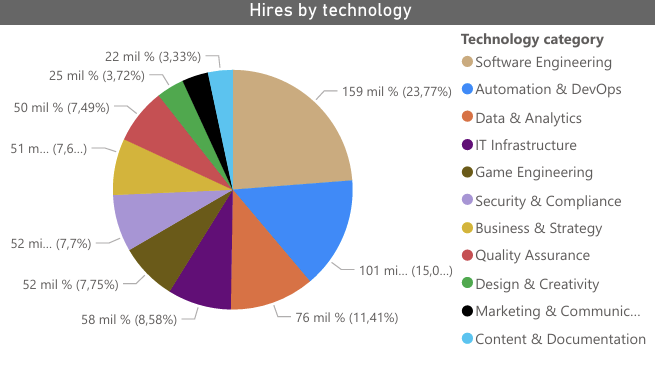 Hires by technology
Technology category
Software Engineering
Automation & DevOps
Data & Analytics
IT Infrastructure
Game Engineering
Security & Compliance
Business & Strategy
Quality Assurance
Design & Creativity
Marketing & Communic...
Content & Documentation
159 mil % (23,77%)
101 mi... (15,0...)
76 mil % (11,41%)
58 mil % (8,58%)
52 mil % (7,75%)
52 mi... (7,7%)
51 m... (7,6...)
50 mil % (7,49%)
25 mil % (3,72%)
22 mil % (3,33%)